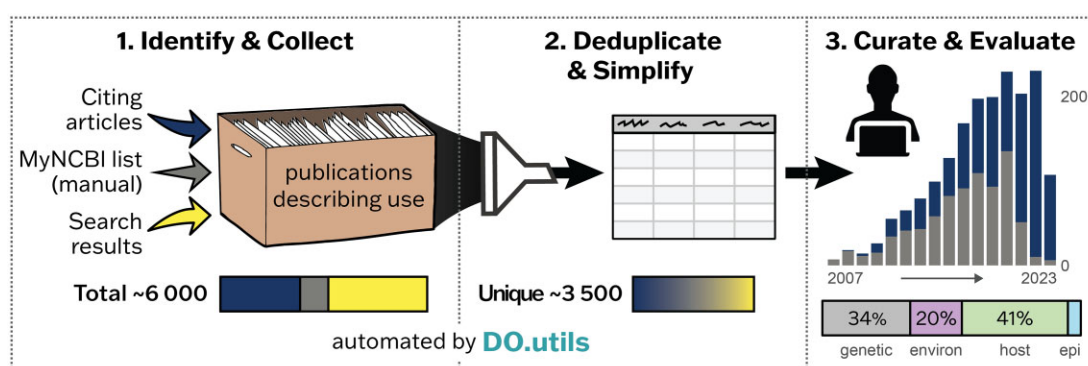 1. Identify & Collect
Citing
articles
MyNCBI list
(manual)
Search
results
publications
describing use
Total ~6 000
2. Deduplicate
& Simplify
Unique ~3 500
automated by DO.utils
3. Curate & Evaluate
200
0
2007
2023
34%
20%
41%
genetic
environ
host
epi